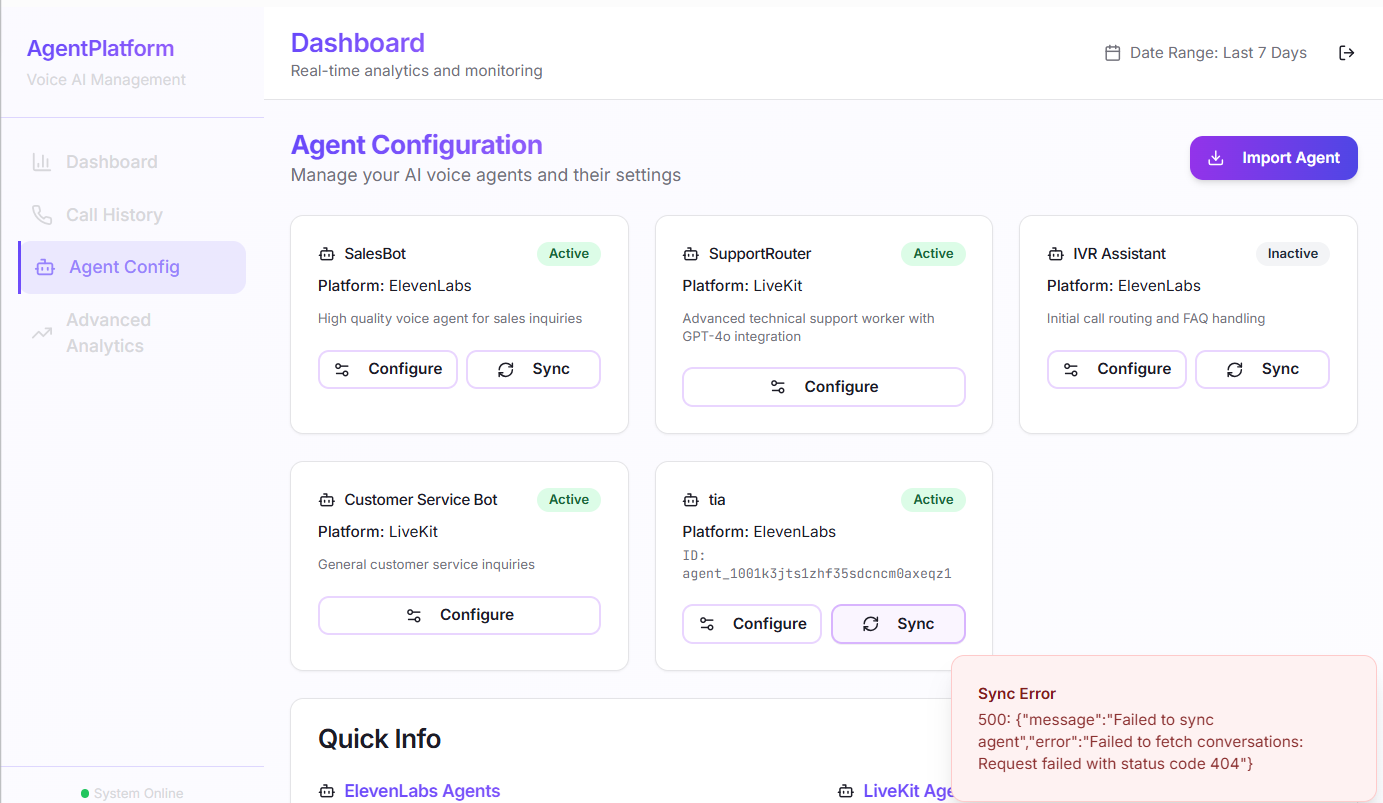 AgentPlatform
Voice AI Management
Dashboard
Call History
Agent Config
Advanced
Analytics
System Online
Dashboard
Real-time analytics and monitoring
Date Range: Last 7 Days
Agent Configuration
Manage your AI voice agents and their settings
Import Agent
SalesBot
Active
Platform: ElevenLabs
High quality voice agent for sales inquiries
Configure
Sync
SupportRouter
Active
Platform: LiveKit
Advanced technical support worker with
GPT-4o integration
Configure
IVR Assistant
Inactive
Platform: ElevenLabs
Initial call routing and FAQ handling
Configure
Sync
Customer Service Bot
Active
Platform: LiveKit
General customer service inquiries
Configure
tia
Active
Platform: ElevenLabs
ID:
agent_1001k3jts1zhf35sdcncm0axeqz1
Configure
Sync
Quick Info
ElevenLabs Agents
LiveKit Age
Sync Error
500: {"message":"Failed to sync
agent","error":"Failed to fetch conversations:
Request failed with status code 404"}